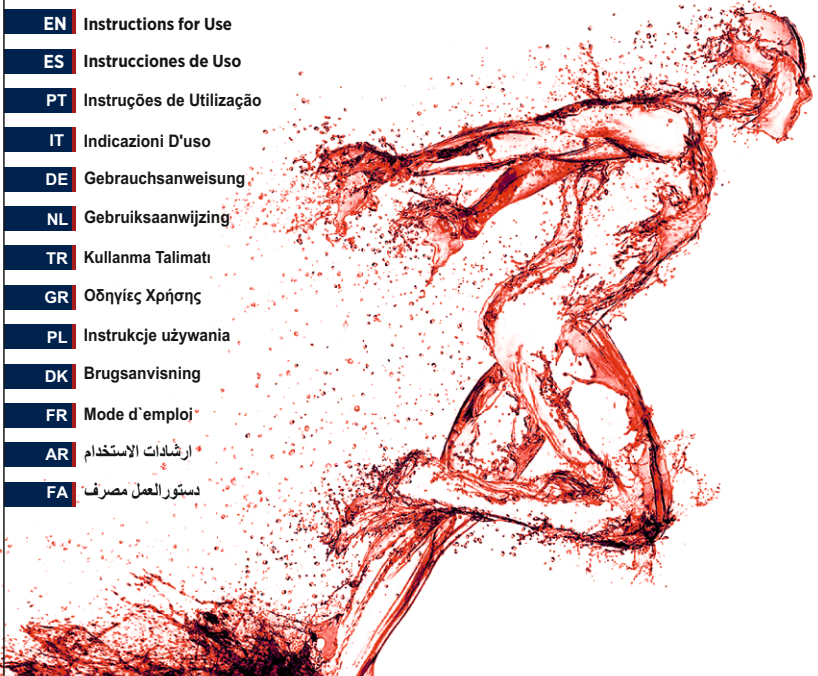 EN Instructions for Use
ES Instrucciones de Uso
PT Instruções de Utilização
IT Indicazioni D'uso
DE Gebrauchsanweisung
NL Gebruiksaanwijzing
TR Kullanma Talimatı
GR Οδηγίες Χρήσης
PL Instrukcje używania
DK Brugsanvisning
FR Mode d`emploi
AR ارشادات الاستخدام
FA دستورالعمل مصرف